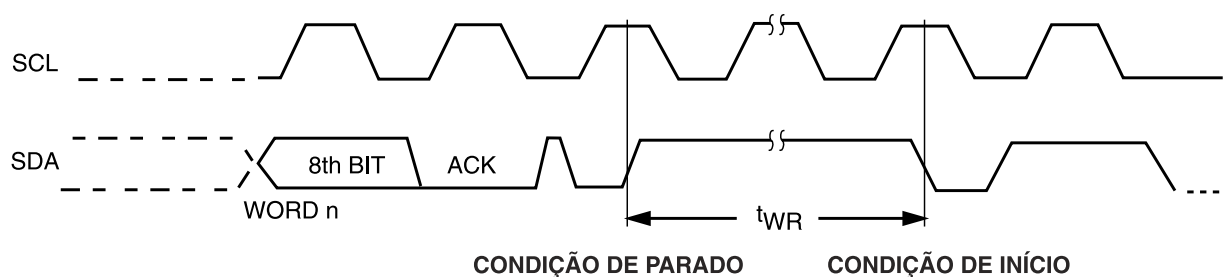 SCL
SDA
8th BIT
ACK
WORD n
tWR
CONDIÇÃO DE PARADO
CONDIÇÃO DE INÍCIO